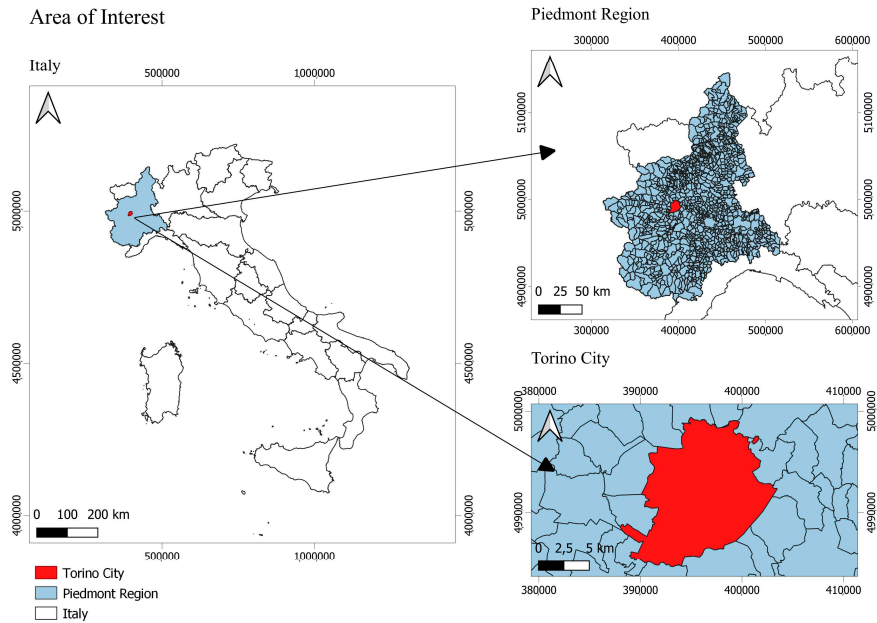 Area of Interest
Italy
500000 1000000
5000000 5000000
4500000 4500000
4000000 4000000
0 100 200 km
500000 1000000
Torino City
Piedmont Region
Italy
Piedmont Region
300000 400000 500000 600000
5100000 5100000
5000000 5000000
4900000 4900000
0 25 50 km
300000 400000 500000 600000
Torino City
380000 390000 400000 410000
5000000 5000000
4990000 4990000
0 2,5 5 km
380000 390000 400000 410000